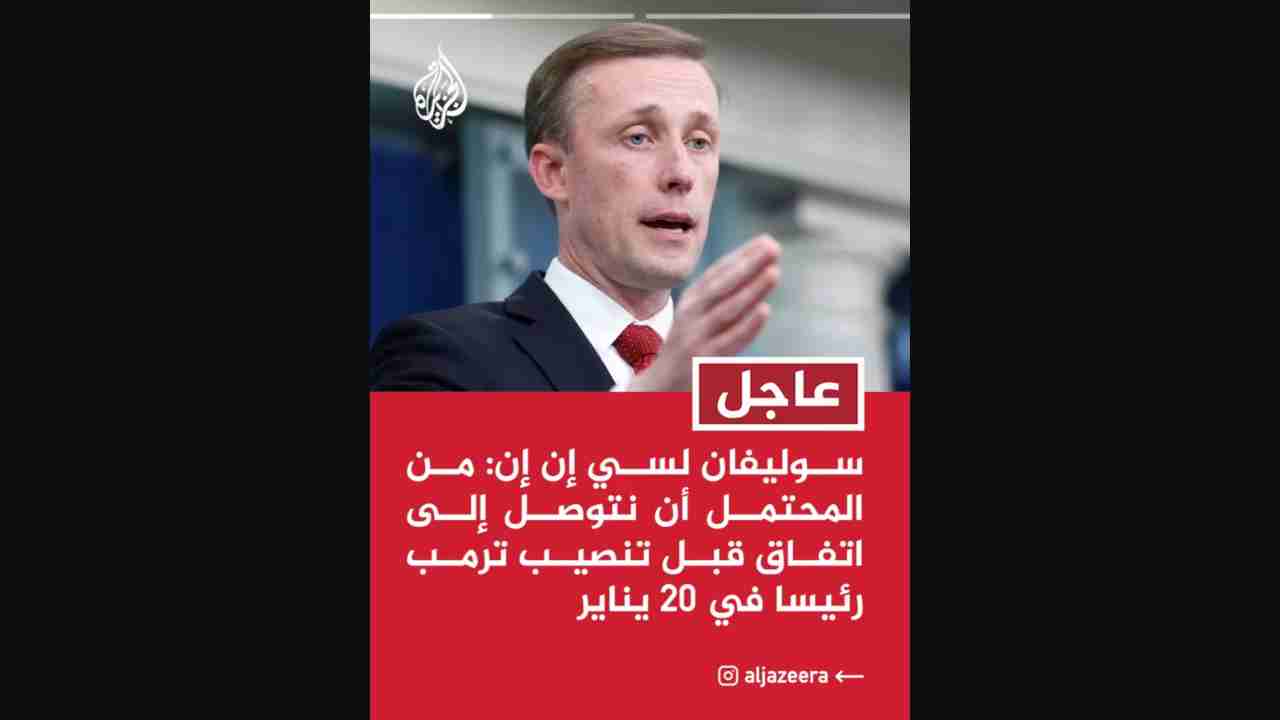 الجزيرة
عاجل
سوليفان لسي إن إن: من
المحتمل أن نتوصل إلى
اتفاق قبل تنصيب ترمب
رئيسا في 20 يناير
aljazeera